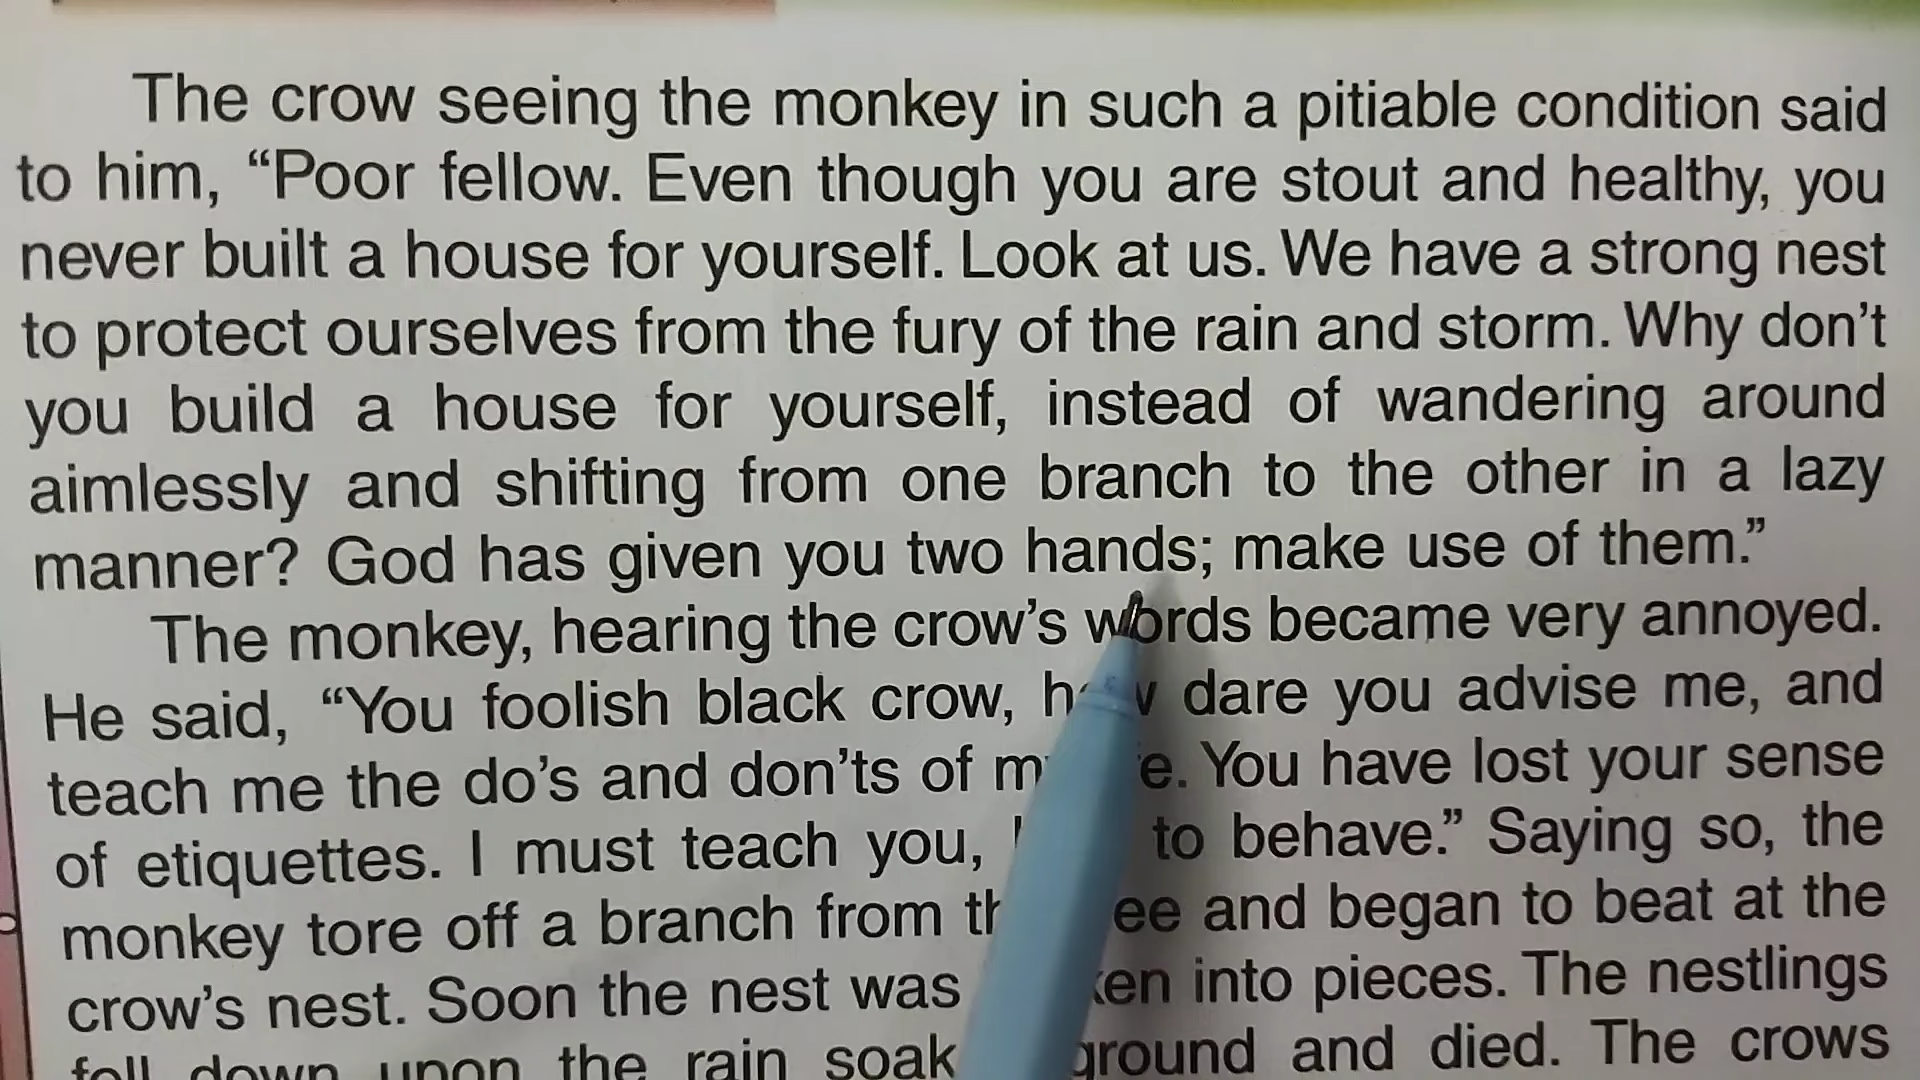 The crow seeing the monkey in such a pitiable condition said
to him, “Poor fellow. Even though you are stout and healthy, you
never built a house for yourself. Look at us. We have a strong nest
to protect ourselves from the fury of the rain and storm. Why don’t
you build a house for yourself, instead of wandering around
aimlessly and shifting from one branch to the other in a lazy
manner? God has given you two hands; make use of them.”
The monkey, hearing the crow’s words became very annoyed.
He said, “You foolish black crow, how dare you advise me, and
teach me the do’s and don’ts of my. You have lost your sense
of etiquettes. I must teach you, to behave.” Saying so, the
monkey tore off a branch from and began to beat at the
crow’s nest. Soon the nest was into pieces. The nestlings
fell down upon the rain ground and died. The crows